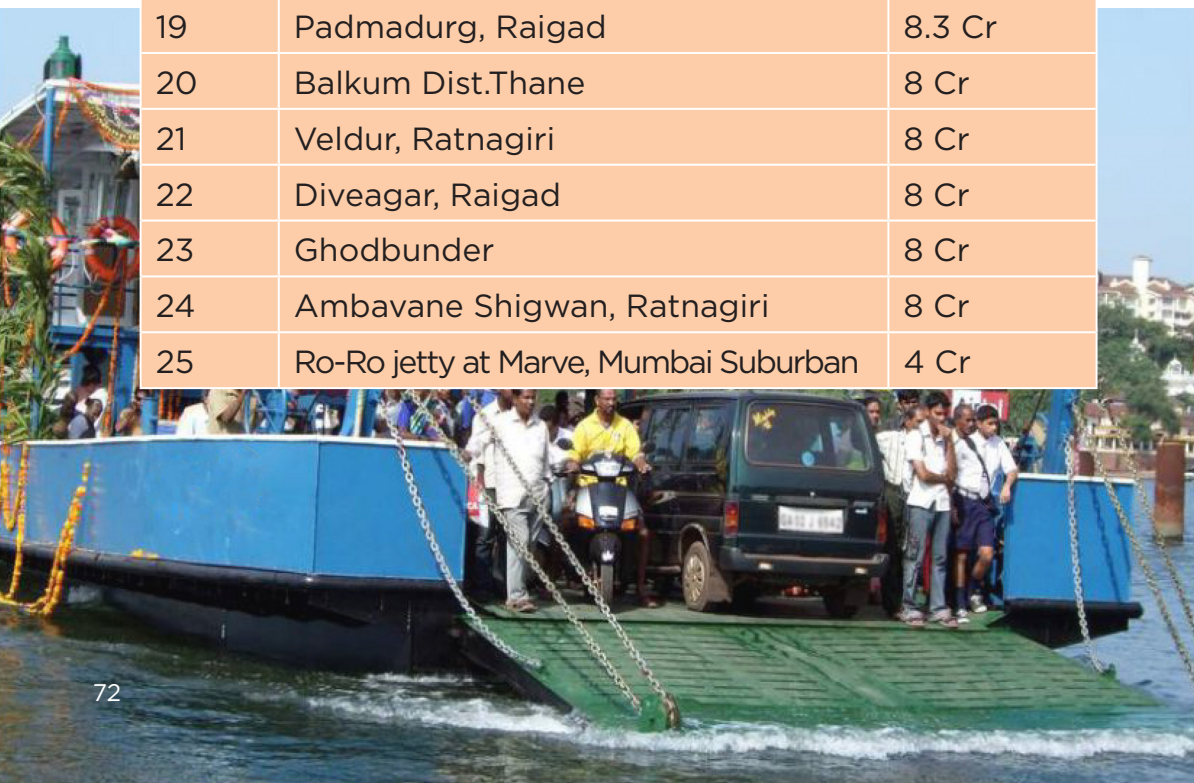 19 Padmadurg, Raigad 8.3 Cr
20 Balkum Dist.Thane 8 Cr
21 Veldur, Ratnagiri 8 Cr
22 Diveagar, Raigad 8 Cr
23 Ghodbunder 8 Cr
24 Ambavane Shigwan, Ratnagiri 8 Cr
25 Ro-Ro jetty at Marve, Mumbai Suburban 4 Cr
72